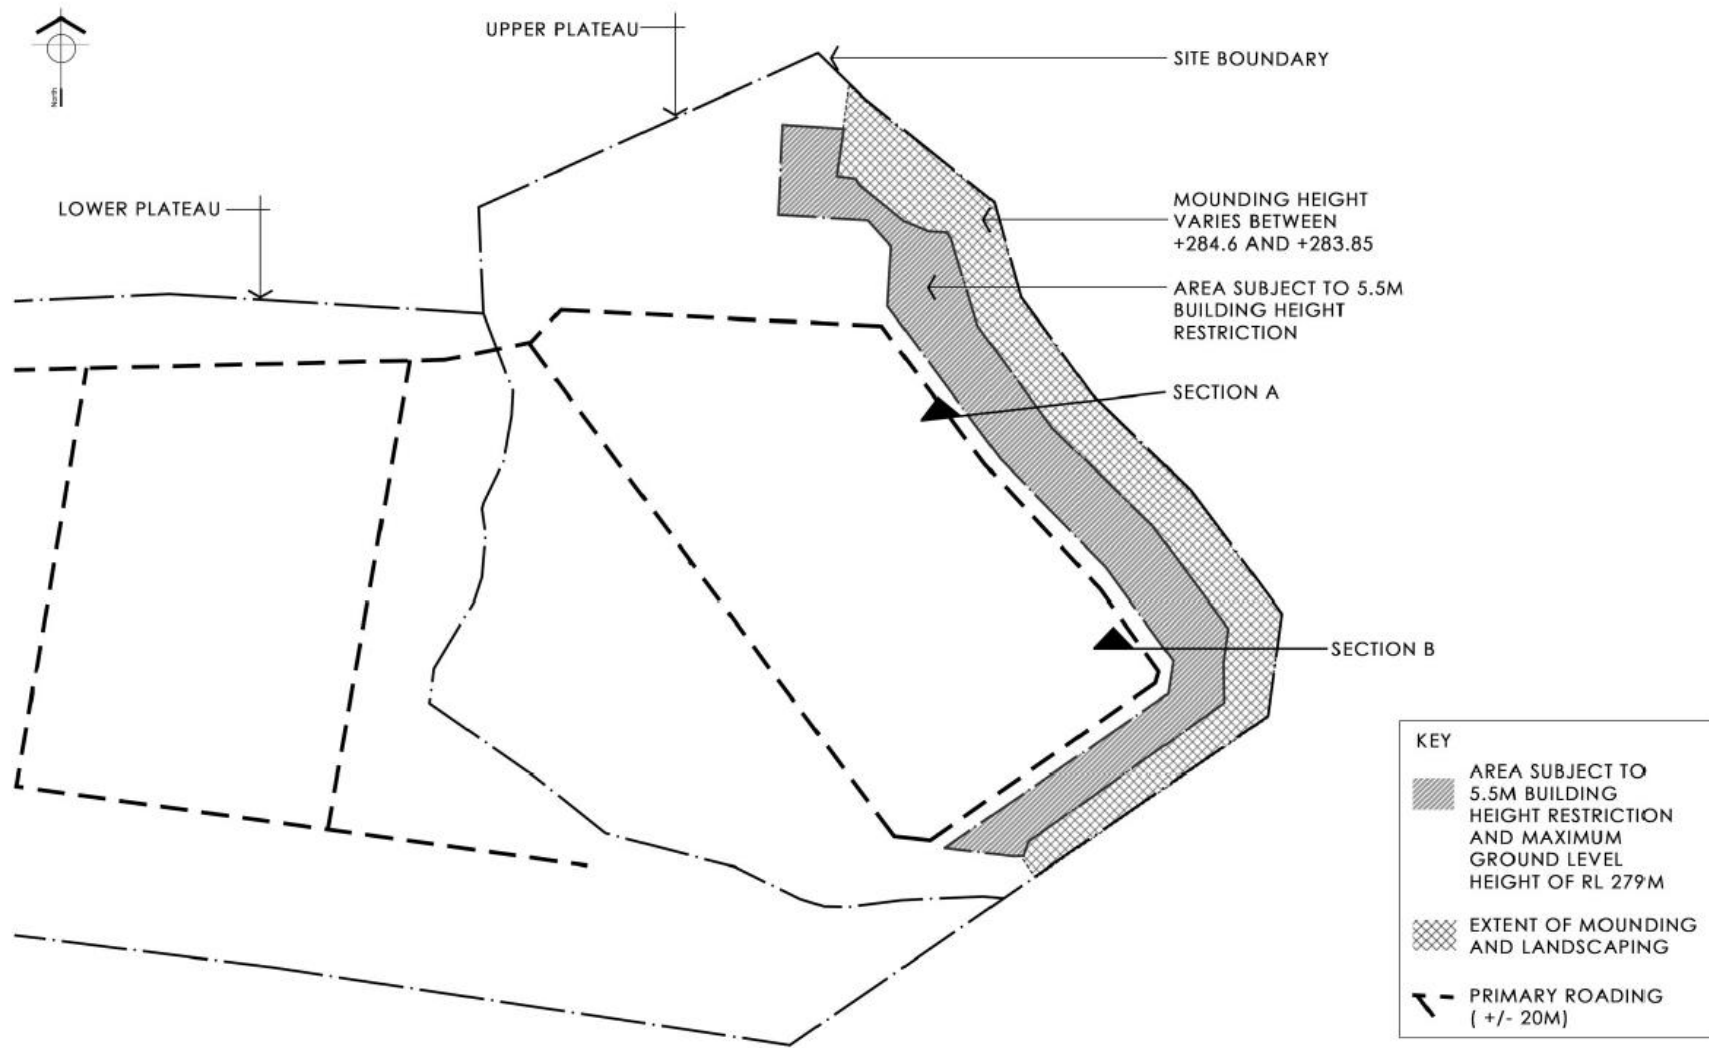 North
UPPER PLATEAU
SITE BOUNDARY
LOWER PLATEAU
MOUNDING HEIGHT
VARIES BETWEEN
+284.6 AND +283.85
AREA SUBJECT TO 5.5M
BUILDING HEIGHT
RESTRICTION
SECTION A
SECTION B
KEY
AREA SUBJECT TO
5.5M BUILDING
HEIGHT RESTRICTION
AND MAXIMUM
GROUND LEVEL
HEIGHT OF RL 279M
EXTENT OF MOUNDING
AND LANDSCAPING
PRIMARY ROADING
( +/- 20M)